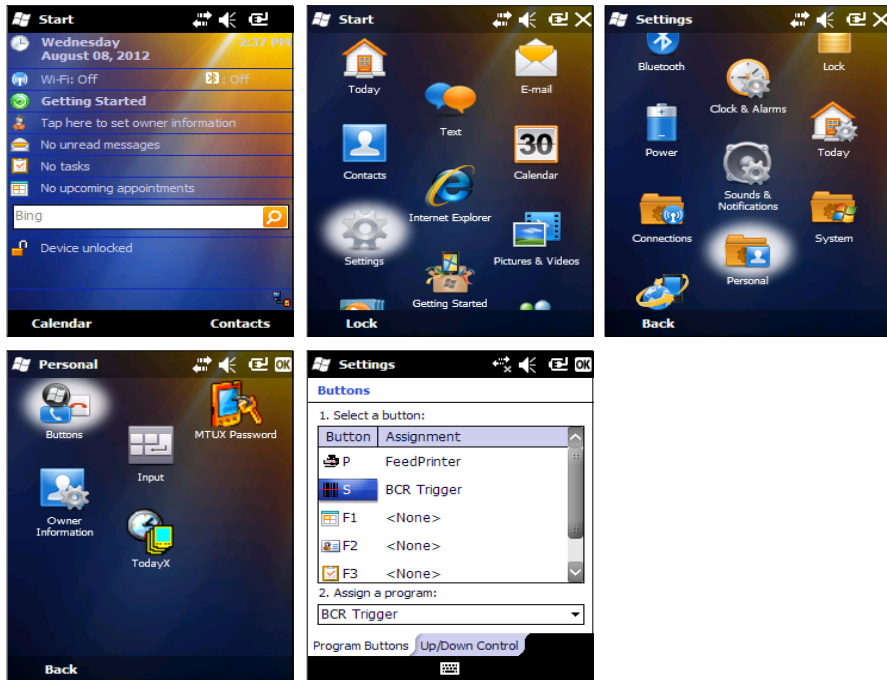 Start
Wednesday
August 08, 2012
2:37 PM
Wi-Fi: Off
: Off
Getting Started
Tap here to set owner information
No unread messages
No tasks
No upcoming appointments
Bing
Device unlocked
Calendar
Contacts
Start
Today
E-mail
Text
Contacts
30
Calendar
Internet Explorer
Settings
Pictures & Videos
Getting Started
Lock
Settings
Bluetooth
Lock
Clock & Alarms
Power
Today
Sounds &
Notifications
Connections
System
Personal
Back
Personal
OK
Buttons
MTUX Password
Input
Owner
Information
TodayX
Back
Settings
OK
Buttons
1. Select a button:
Button Assignment
P FeedPrinter
S BCR Trigger
F1 <None>
F2 <None>
F3 <None>
2. Assign a program:
BCR Trigger
Program Buttons Up/Down Control